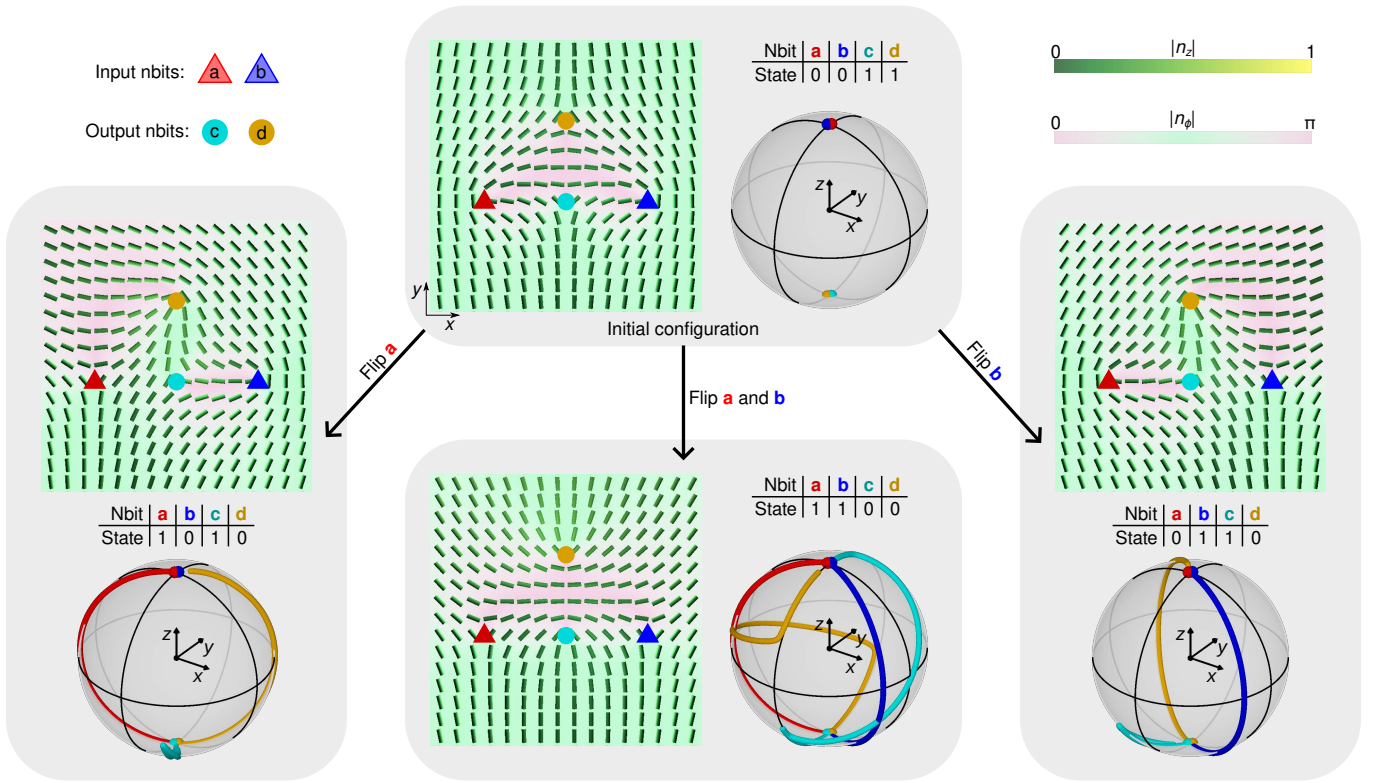 Input nbits: a b
Output nbits: c d
Nbit a b c d
State 0 0 1 1
z
y
x
y
x
Initial configuration
0 |n_z| 1
0 |n_ϕ| π
Flip a
Flip a and b
Flip b
Nbit a b c d
State 1 0 1 0
z
y
x
Nbit a b c d
State 1 1 0 0
z
y
x
Nbit a b c d
State 0 1 1 0
z
y
x